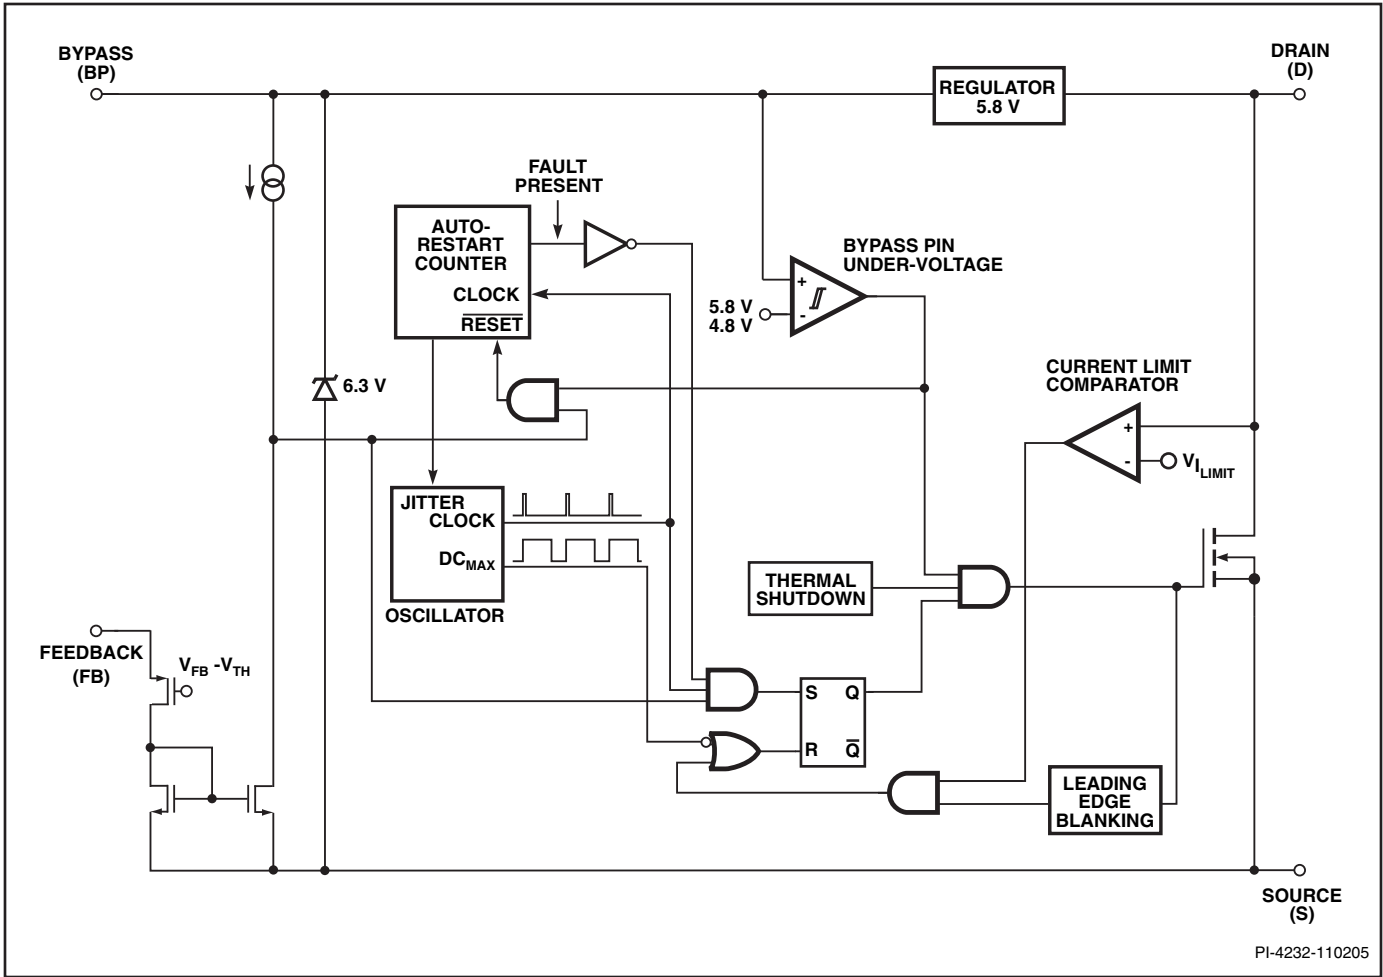 BYPASS
(BP)
DRAIN
(D)
REGULATOR
5.8 V
FAULT
PRESENT
AUTO-
RESTART
COUNTER
CLOCK
RESET
BYPASS PIN
UNDER-VOLTAGE
+
-
5.8 V
4.8 V
6.3 V
CURRENT LIMIT
COMPARATOR
+
-
VILIMIT
JITTER
CLOCK
DCMAX
OSCILLATOR
THERMAL
SHUTDOWN
FEEDBACK
(FB)
VFB -VTH
S Q
R Q
LEADING
EDGE
BLANKING
SOURCE
(S)
PI-4232-110205